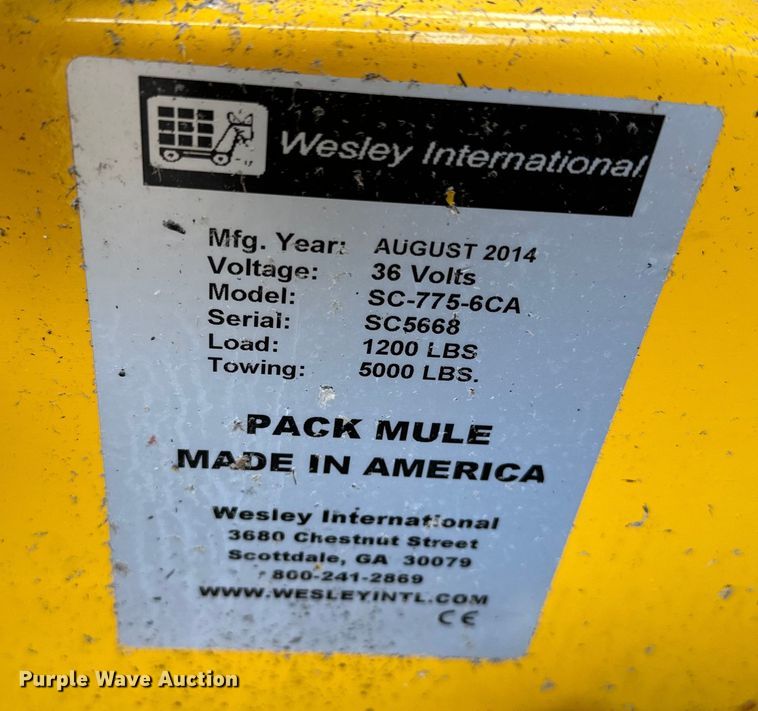 Wesley International
Mfg. Year: AUGUST 2014
Voltage: 36 Volts
Model: SC-775-6CA
Serial: SC5668
Load: 1200 LBS
Towing: 5000 LBS.
PACK MULE
MADE IN AMERICA
Wesley International
3680 Chestnut Street
Scottdale, GA 30079
800-241-2869
WWW.WESLEYINTL.COM
CE
Purple Wave Auction